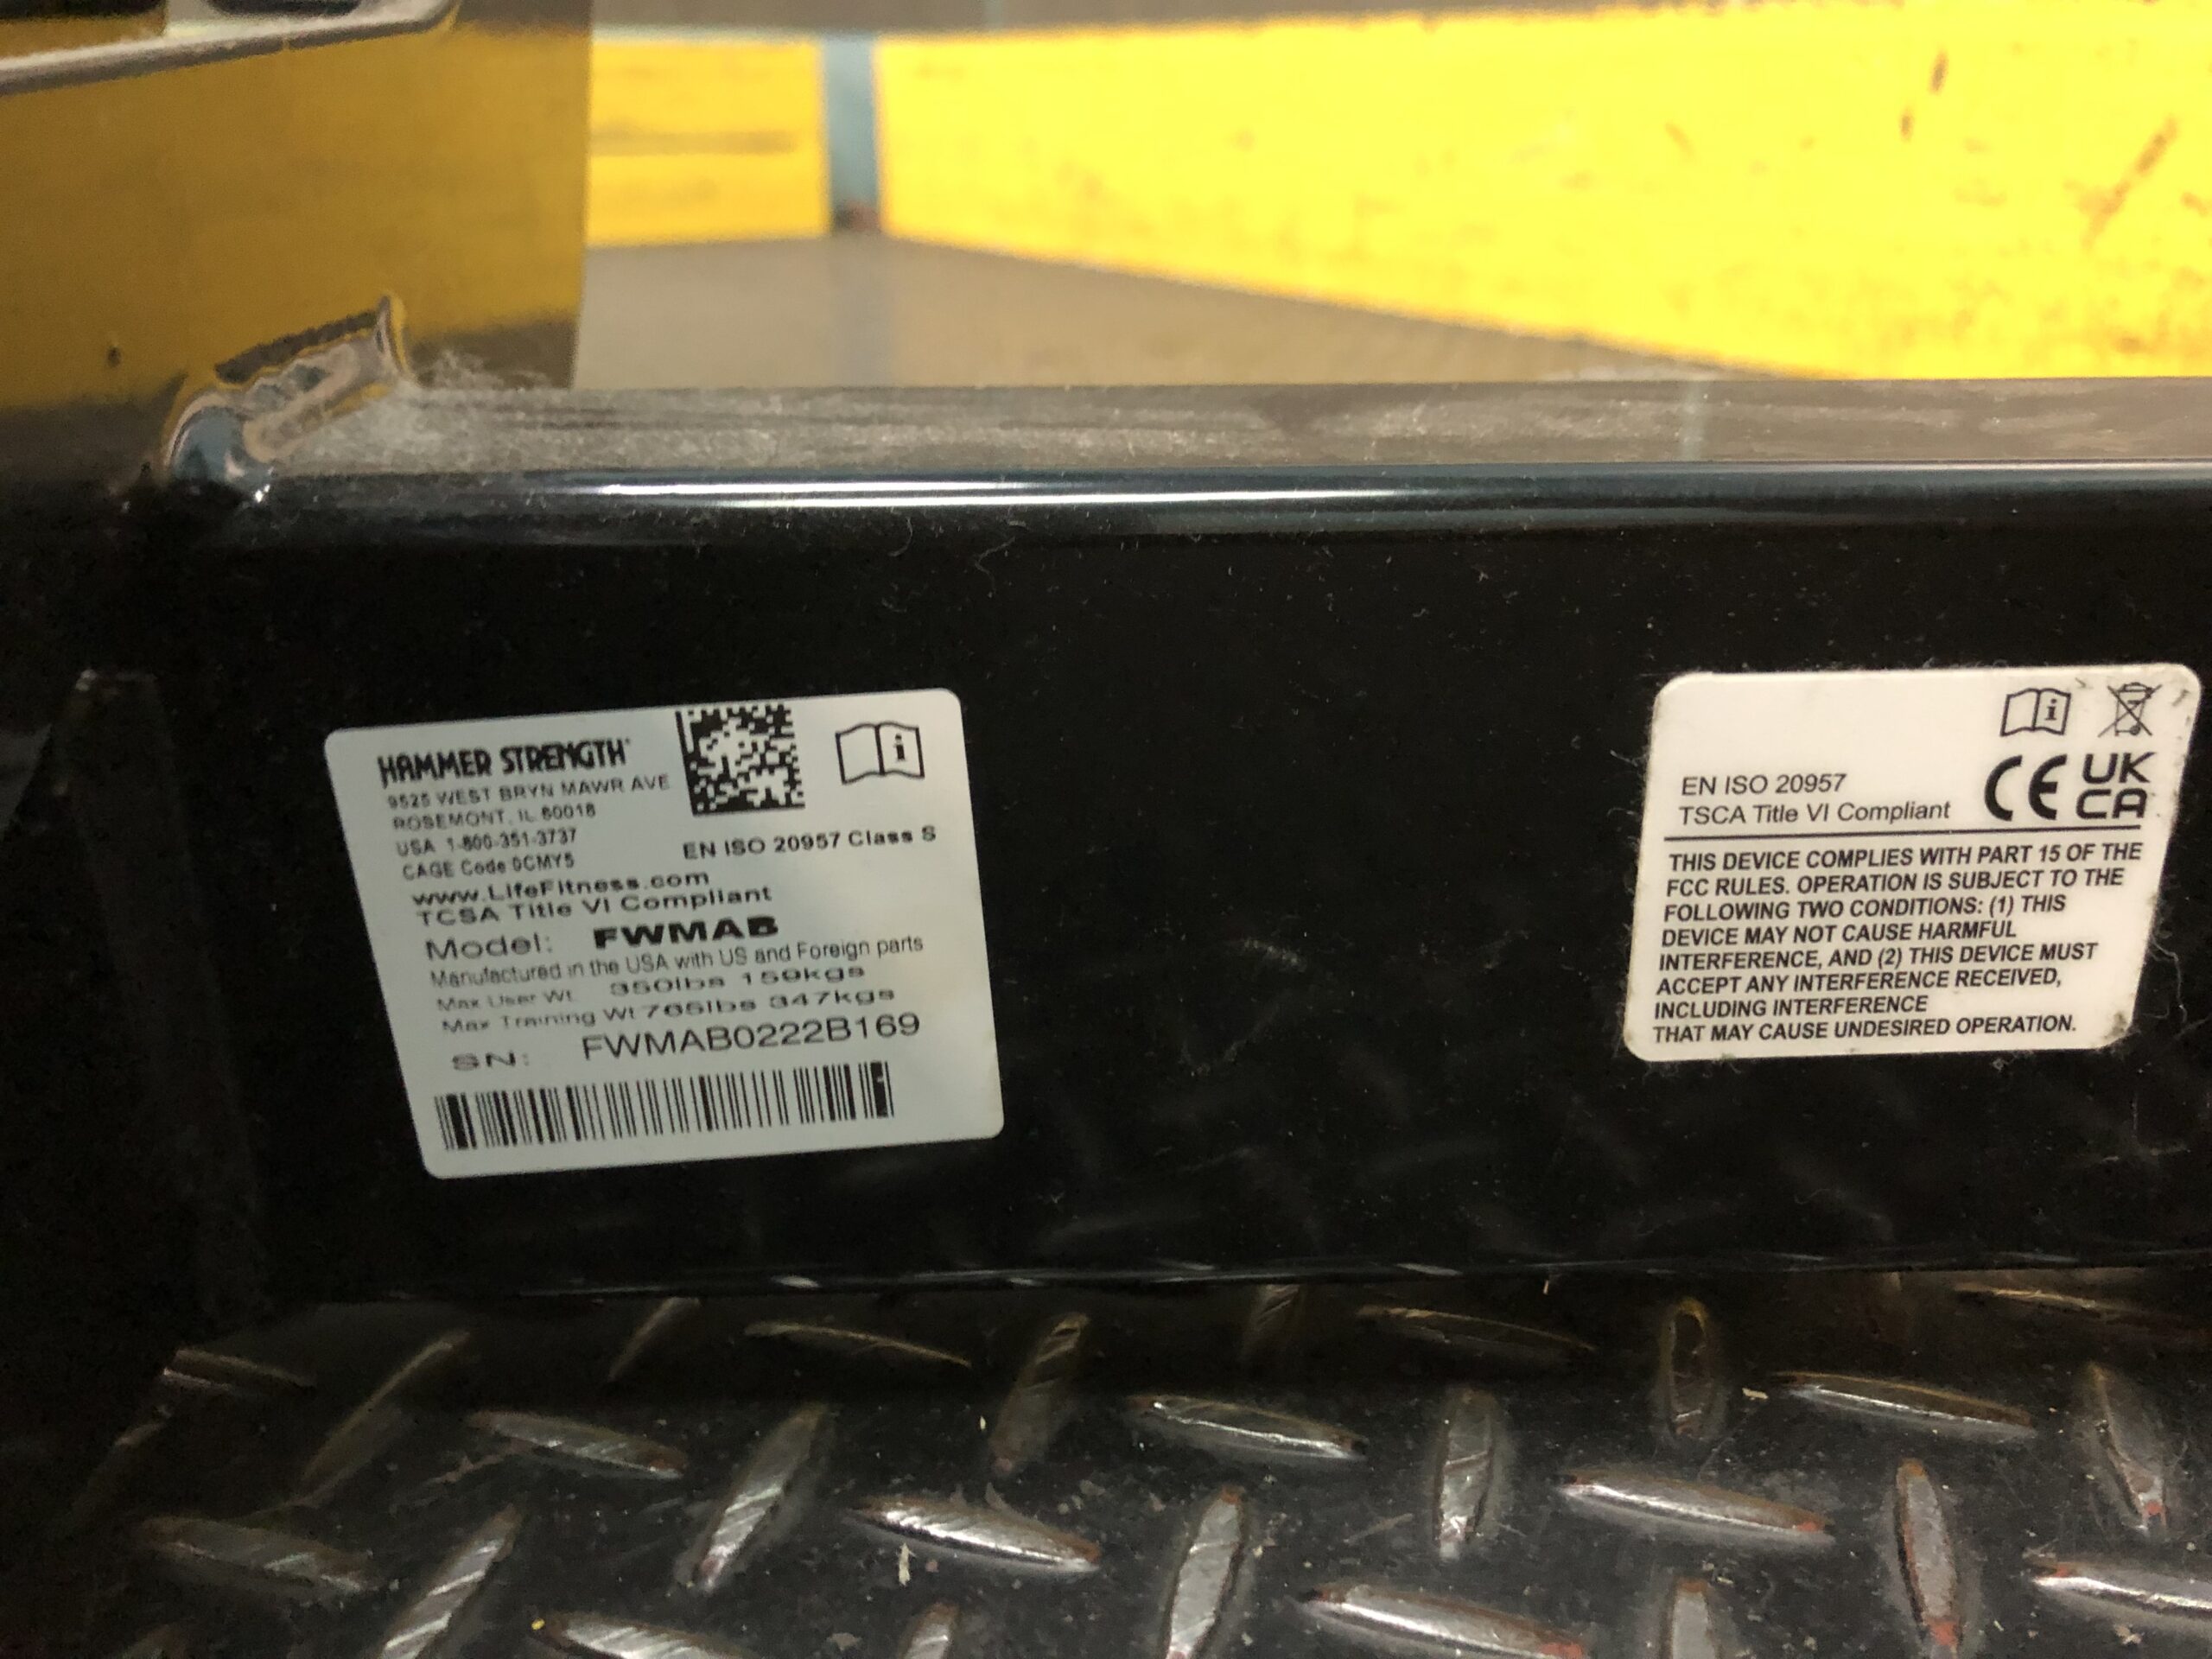 HAMMER STRENGTH
9525 WEST BRYN MAWR AVE
ROSEMONT, IL 60018
USA 1-800-351-3737
CAGE Code 0CMY5
EN ISO 20957 Class S
www.LifeFitness.com
TCSA Title VI Compliant
Model: FWMAB
Manufactured in the USA with US and Foreign parts
Max User Wt. 350lbs 159kgs
Max Training Wt 765lbs 347kgs
SN: FWMAB0222B169
EN ISO 20957
TSCA Title VI Compliant
CE UK
CA
THIS DEVICE COMPLIES WITH PART 15 OF THE
FCC RULES. OPERATION IS SUBJECT TO THE
FOLLOWING TWO CONDITIONS: (1) THIS
DEVICE MAY NOT CAUSE HARMFUL
INTERFERENCE, AND (2) THIS DEVICE MUST
ACCEPT ANY INTERFERENCE RECEIVED,
INCLUDING INTERFERENCE
THAT MAY CAUSE UNDESIRED OPERATION.